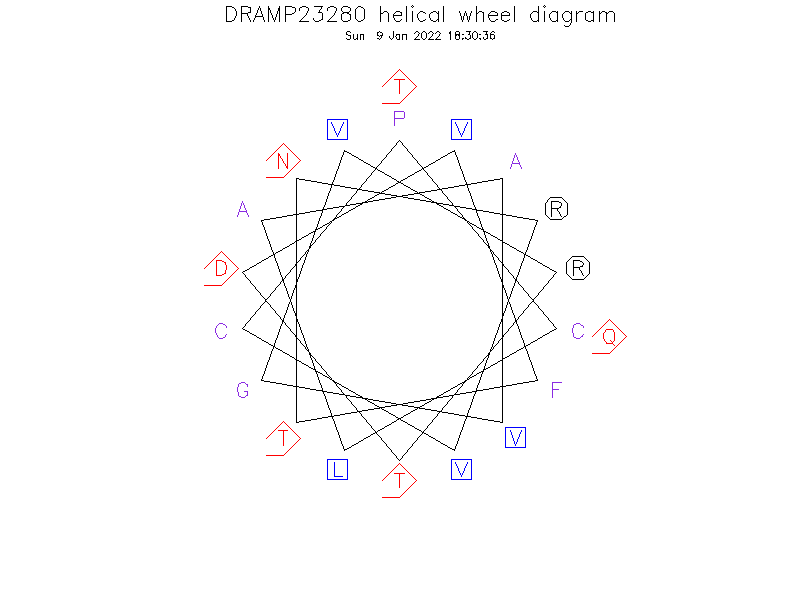 DRAMP23280 helical wheel diagram
Sun 9 Jan 2022 18:30:36
T
P
V V
N A
A R
D R
C C Q
G F
T V
L T V